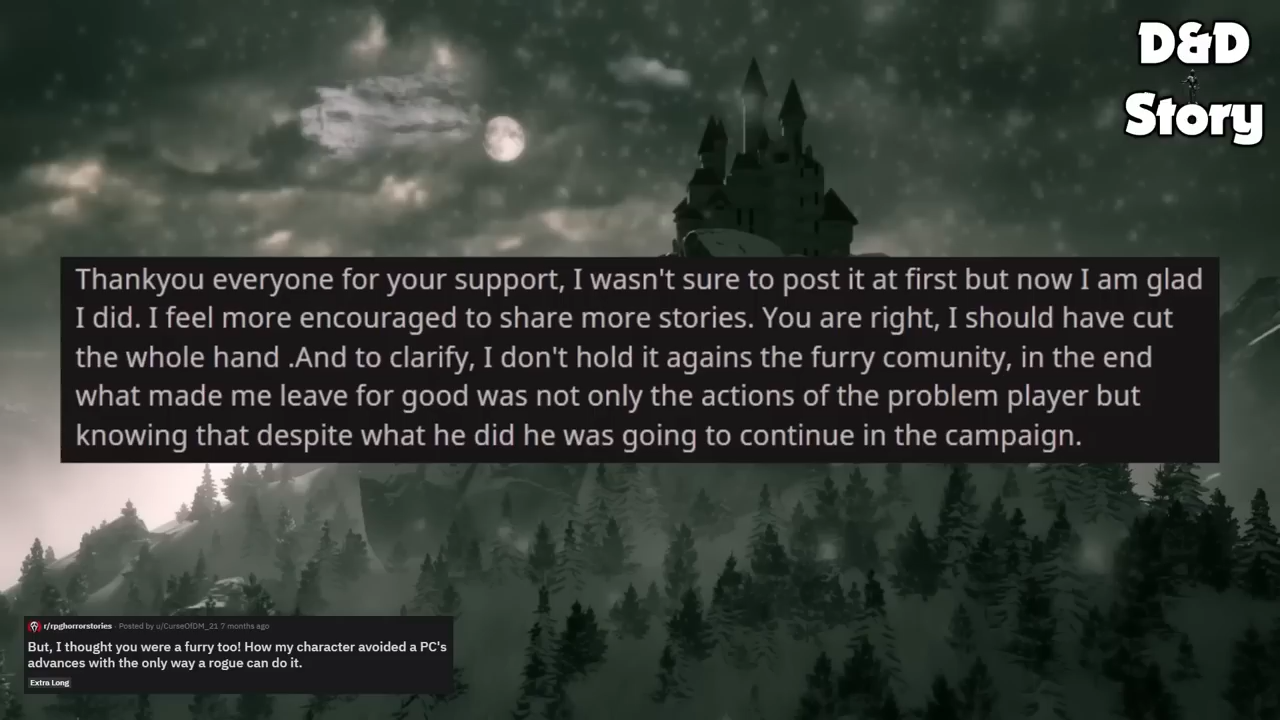 D&D
Story
Thankyou everyone for your support, I wasn't sure to post it at first but now I am glad
I did. I feel more encouraged to share more stories. You are right, I should have cut
the whole hand .And to clarify, I don't hold it agains the furry comunity, in the end
what made me leave for good was not only the actions of the problem player but
knowing that despite what he did he was going to continue in the campaign.
r/rpghorrorstories · Posted by u/CurseOfDM_21 7 months ago
But, I thought you were a furry too! How my character avoided a PC's
advances with the only way a rogue can do it.
Extra Long